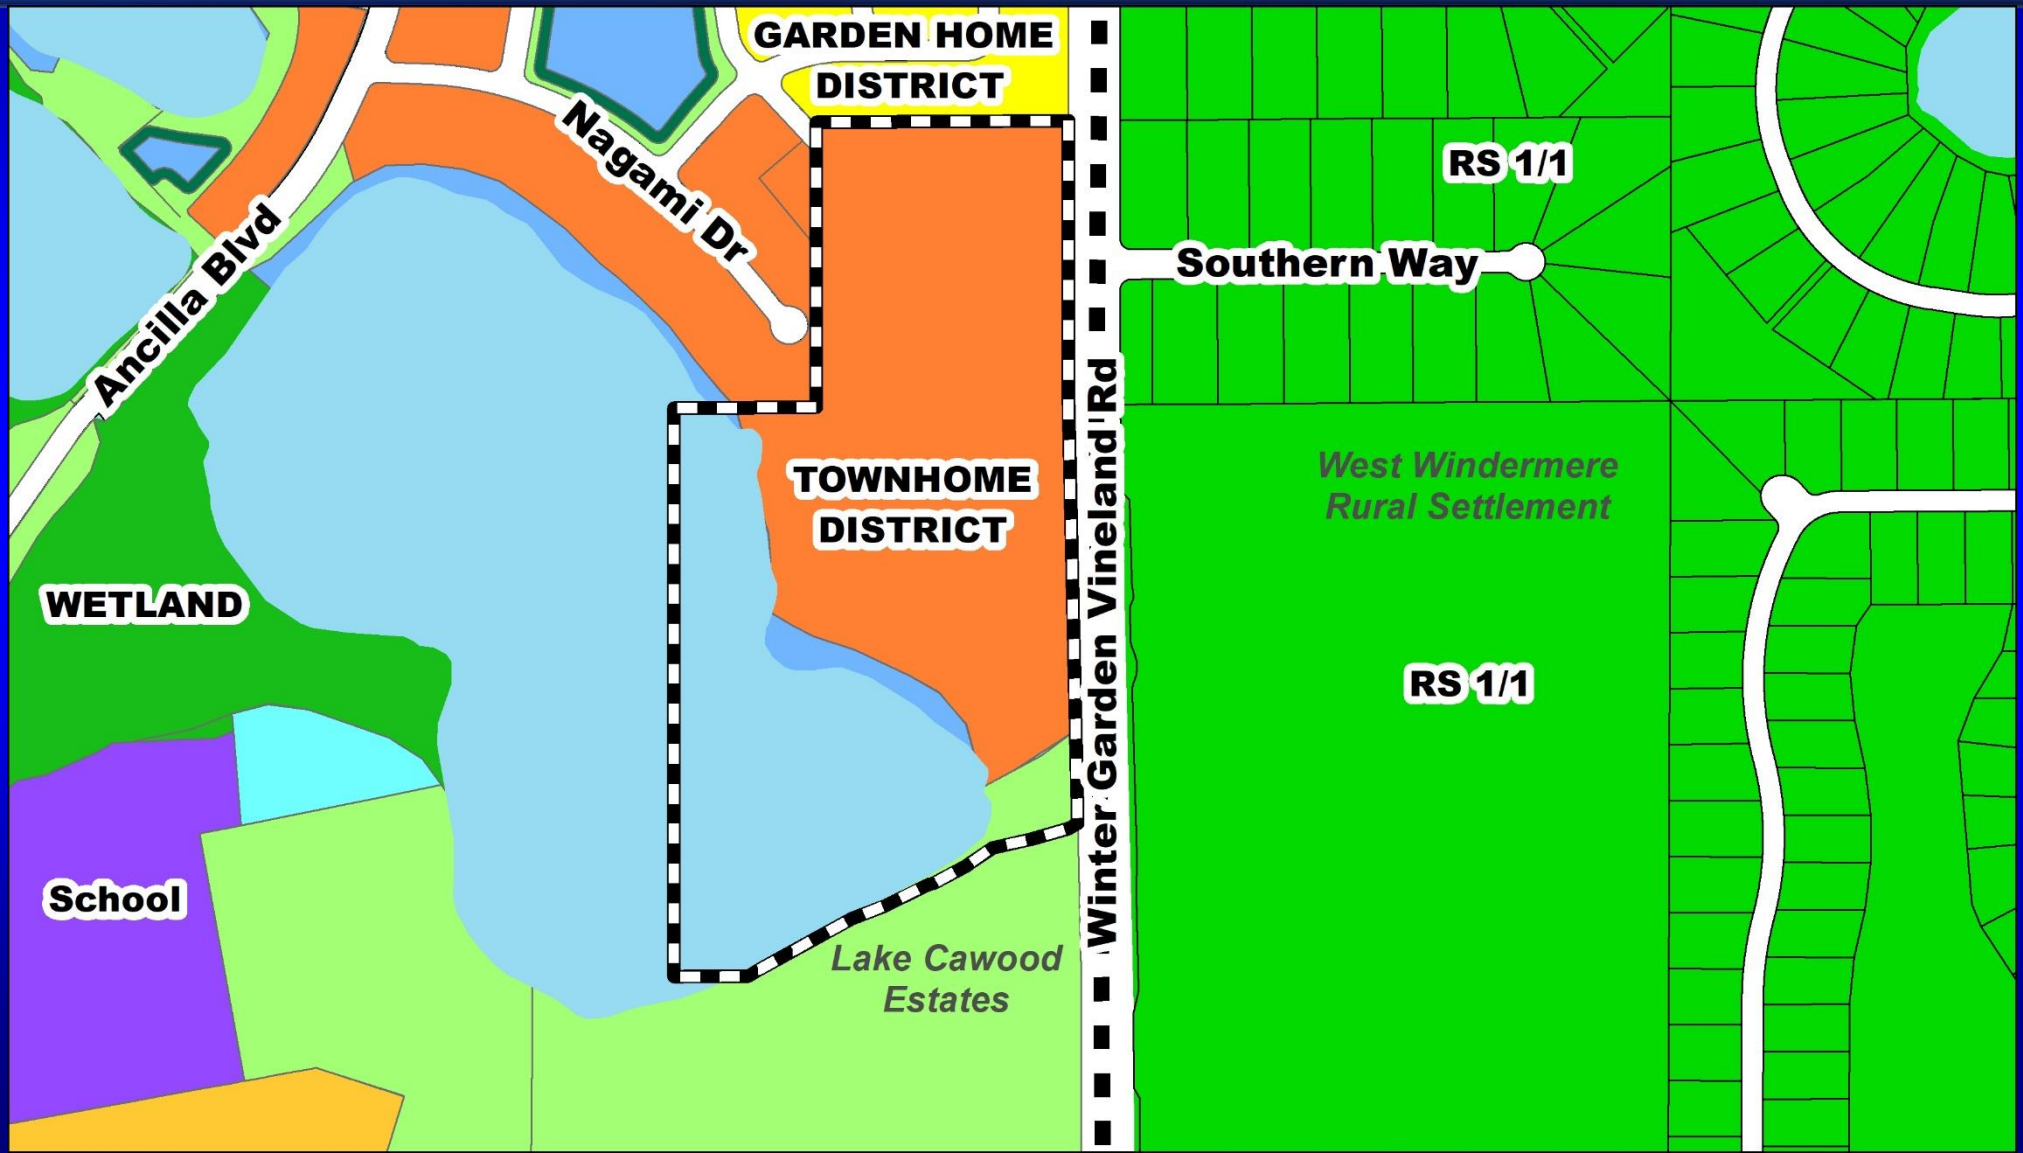 GARDEN HOME
DISTRICT
Nagami Dr
RS 1/1
Ancilla Blvd
Southern Way
Winter Garden Vineland Rd
West Windermere
Rural Settlement
TOWNHOME
DISTRICT
WETLAND
RS 1/1
School
Lake Cawood
Estates